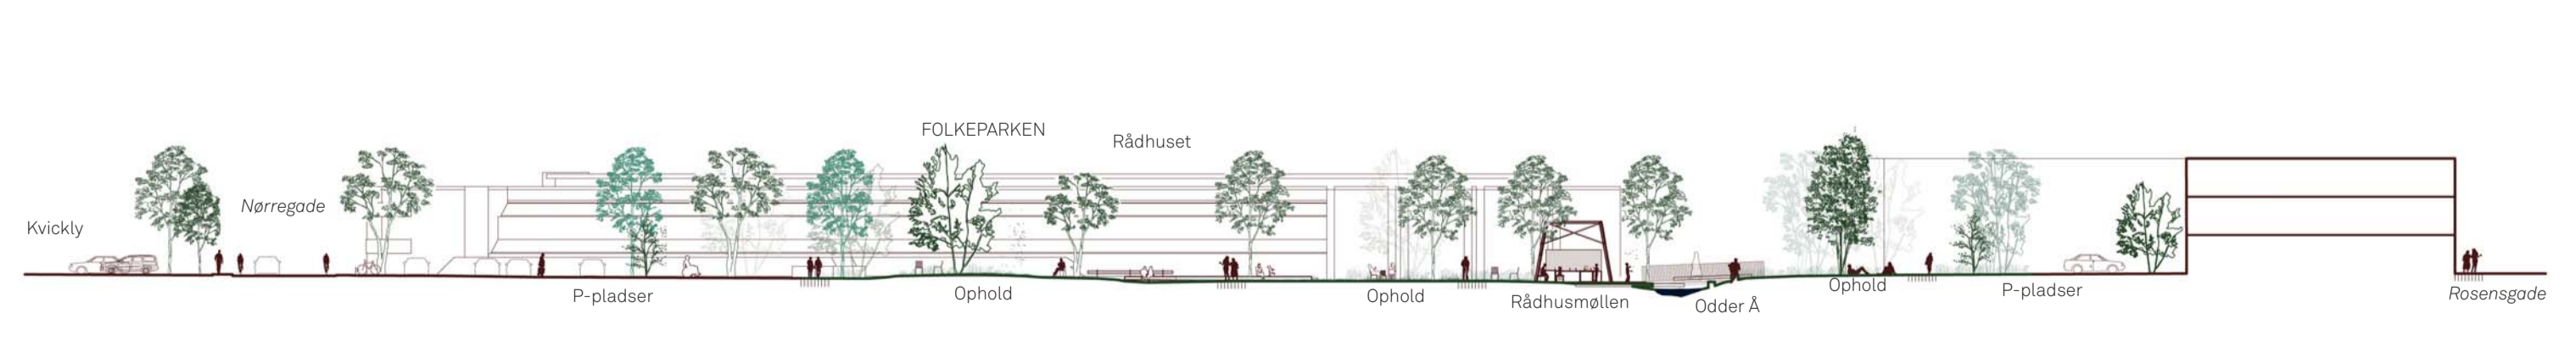 FOLKEPARKEN
Rådhuset
Nørregade
Kvickly
P-pladser
Ophold
Ophold
Rådhusmøllen
Odder Å
Ophold
P-pladser
Rosensgade